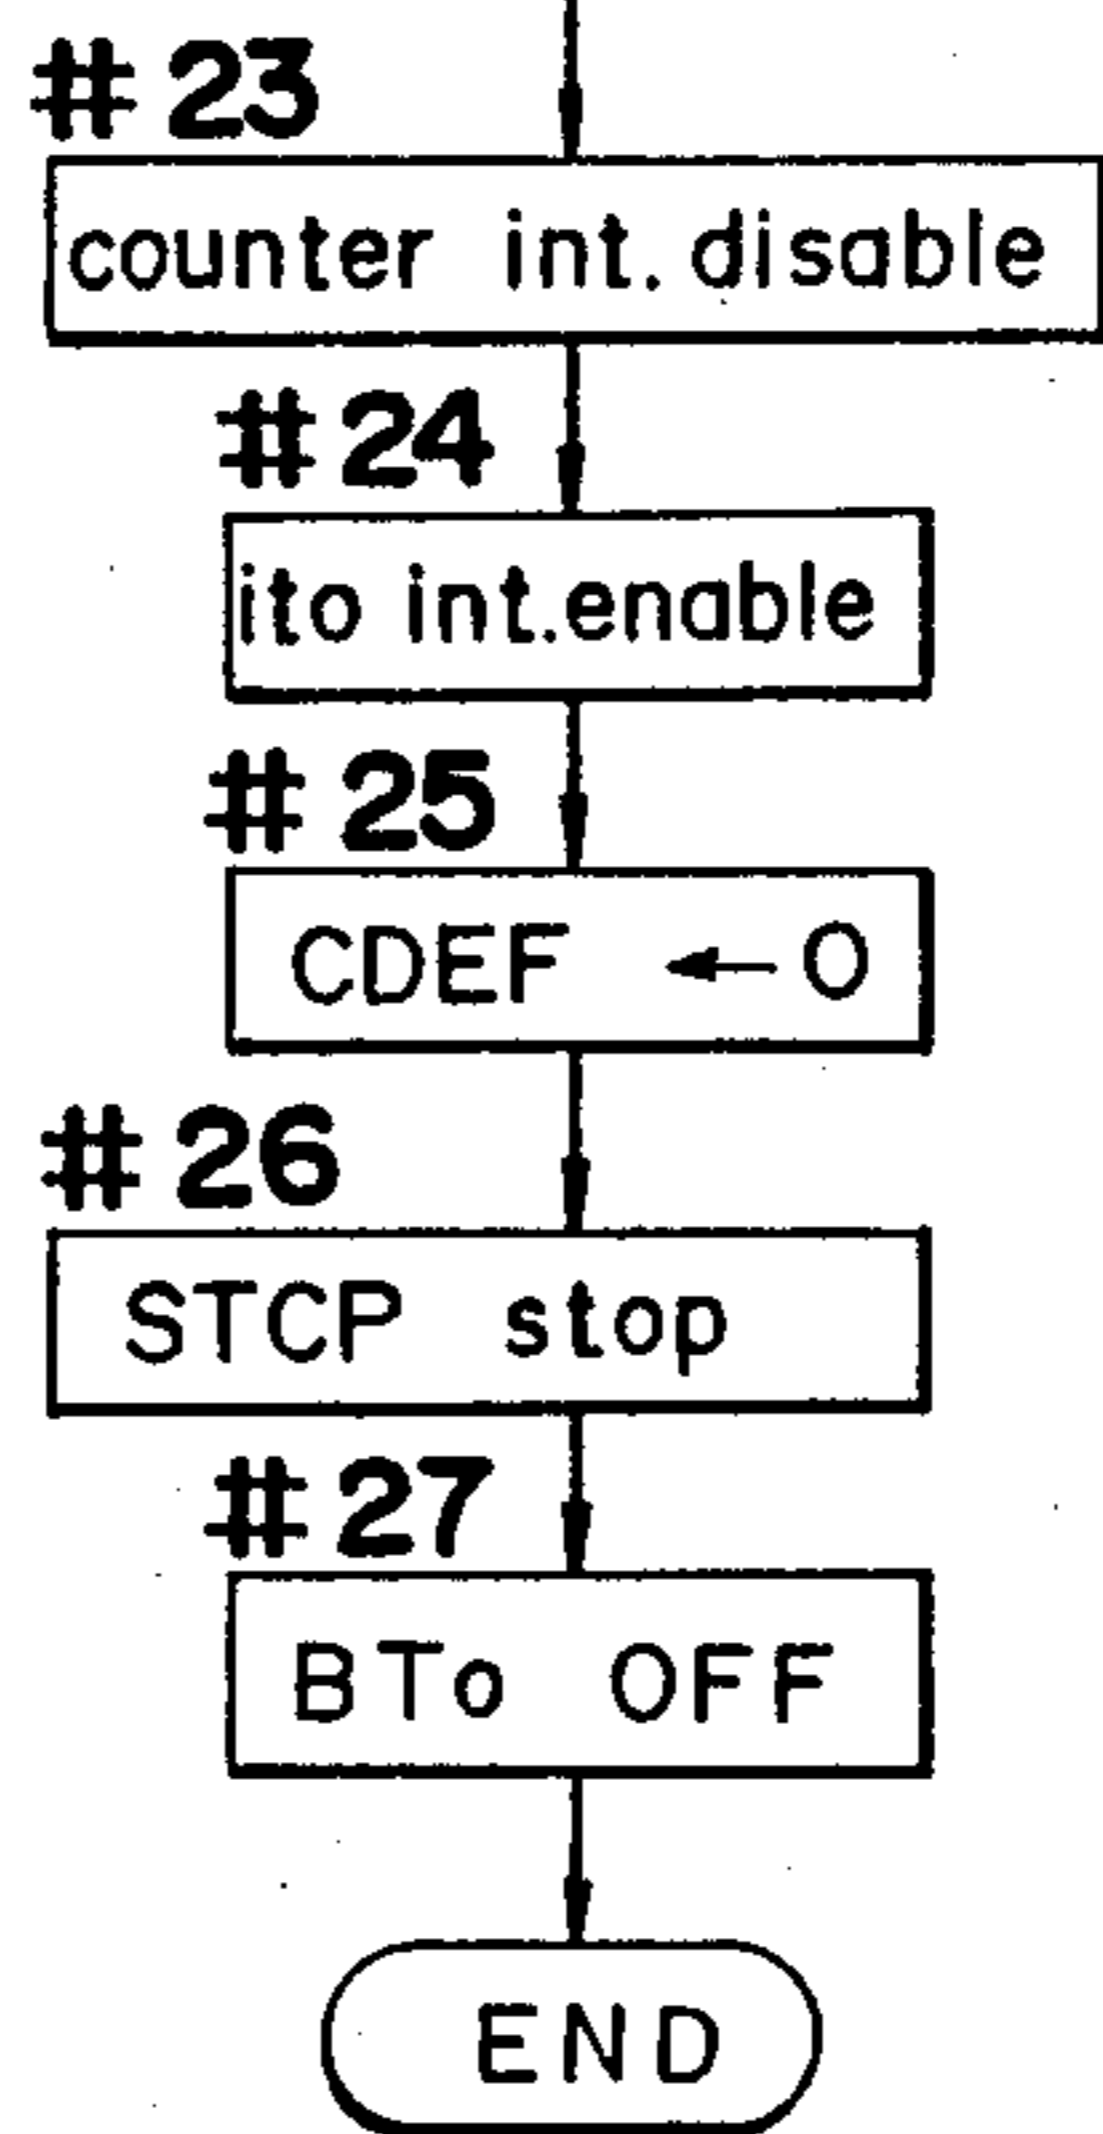 #23
counter int. disable
#24
ito int.enable
#25
CDEF ← 0
#26
STCP stop
#27
BTo OFF
END